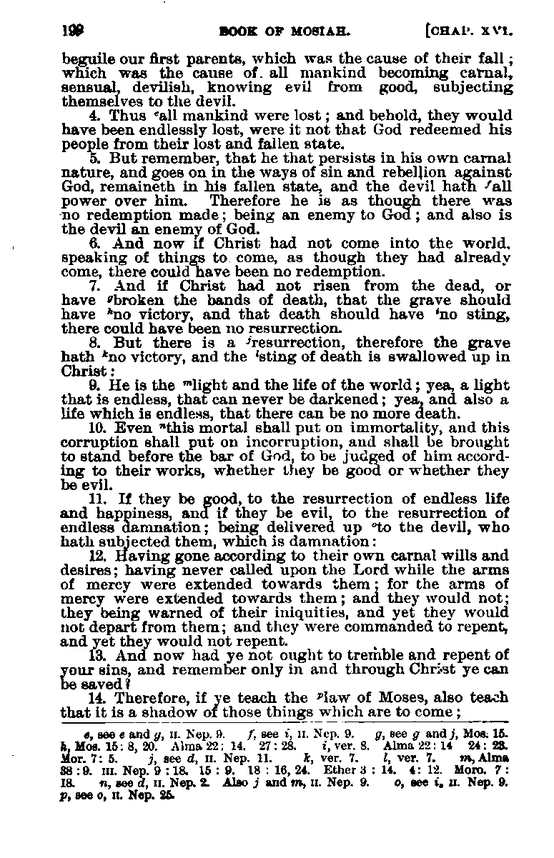 198 BOOK OF MOSIAH. [CHAP. XVI.
beguile our first parents, which was the cause of their fall;
which was the cause of all mankind becoming carnal,
sensual, devilish, knowing evil from good, subjecting
themselves to the devil.
4. Thus ᵉall mankind were lost; and behold, they would
have been endlessly lost, were it not that God redeemed his
people from their lost and fallen state.
5. But remember, that he that persists in his own carnal
nature, and goes on in the ways of sin and rebellion against
God, remaineth in his fallen state, and the devil hath ᶠall
power over him. Therefore he is as though there was
no redemption made; being an enemy to God; and also is
the devil an enemy of God.
6. And now if Christ had not come into the world,
speaking of things to come, as though they had already
come, there could have been no redemption.
7. And if Christ had not risen from the dead, or
have ᵍbroken the bands of death, that the grave should
have ʰno victory, and that death should have ⁱno sting,
there could have been no resurrection.
8. But there is a ʲresurrection, therefore the grave
hath ᵏno victory, and the ˡsting of death is swallowed up in
Christ:
9. He is the ᵐlight and the life of the world; yea, a light
that is endless, that can never be darkened; yea, and also a
life which is endless, that there can be no more death.
10. Even ⁿthis mortal shall put on immortality, and this
corruption shall put on incorruption, and shall be brought
to stand before the bar of God, to be judged of him accord-
ing to their works, whether they be good or whether they
be evil.
11. If they be good, to the resurrection of endless life
and happiness, and if they be evil, to the resurrection of
endless damnation; being delivered up ᵒto the devil, who
hath subjected them, which is damnation:
12. Having gone according to their own carnal wills and
desires; having never called upon the Lord while the arms
of mercy were extended towards them; for the arms of
mercy were extended towards them; and they would not;
they being warned of their iniquities, and yet they would
not depart from them; and they were commanded to repent,
and yet they would not repent.
13. And now had ye not ought to tremble and repent of
your sins, and remember only in and through Christ ye can
be saved?
14. Therefore, if ye teach the ᵖlaw of Moses, also teach
that it is a shadow of those things which are to come;
e, see e and g, II. Nep. 9. f, see i, II. Nep. 9. g, see g and j, Mos. 15.
h, Mos. 15: 8, 20. Alma 22: 14. 27: 28. i, ver. 8. Alma 22: 14 24: 23.
Mor. 7: 5. j, see d, II. Nep. 11. k, ver. 7. l, ver. 7. m, Alma
38: 9. III. Nep. 9: 18. 15: 9. 18: 16, 24. Ether 3: 14. 4: 12. Moro. 7:
18. n, see d, II. Nep. 2. Also j and m, II. Nep. 9. o, see i, II. Nep. 9.
p, see o, II. Nep. 25.